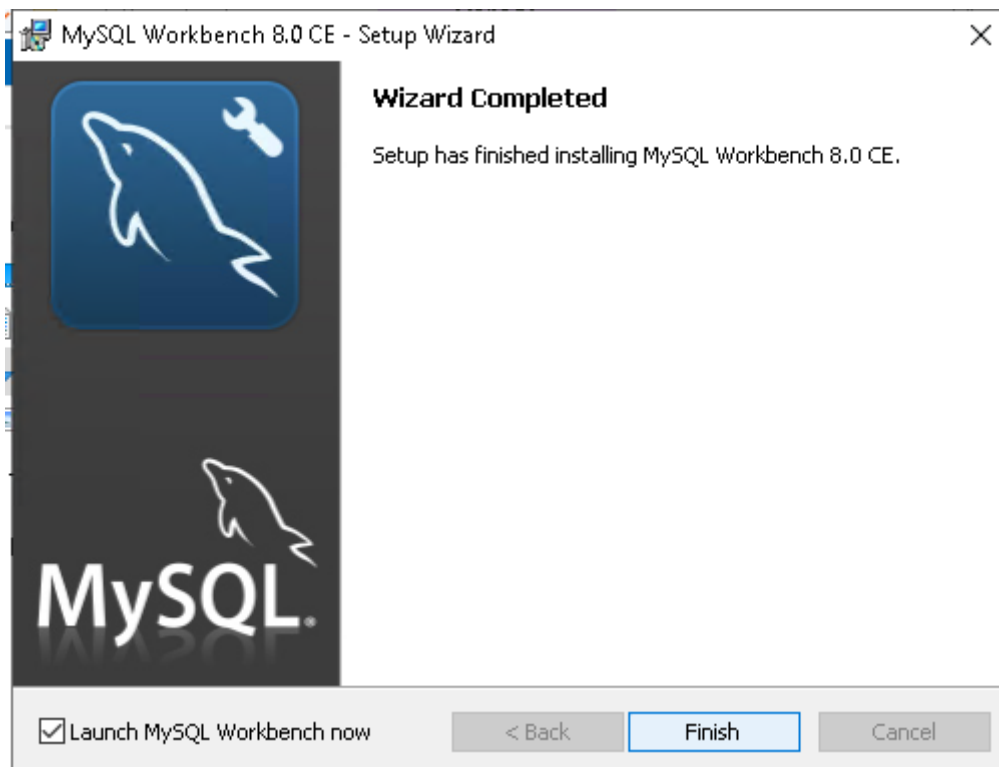 MySQL Workbench 8.0 CE - Setup Wizard
Wizard Completed
Setup has finished installing MySQL Workbench 8.0 CE.
MySQL®
Launch MySQL Workbench now
< Back
Finish
Cancel